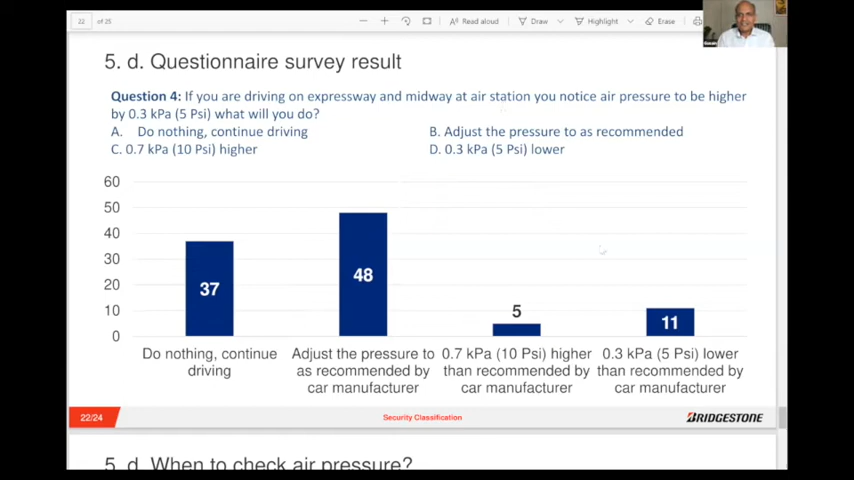 22 of 25
Read aloud
Draw
Highlight
Erase
5. d. Questionnaire survey result
Question 4: If you are driving on expressway and midway at air station you notice air pressure to be higher
by 0.3 kPa (5 Psi) what will you do?
A. Do nothing, continue driving
B. Adjust the pressure to as recommended
C. 0.7 kPa (10 Psi) higher
D. 0.3 kPa (5 Psi) lower
60
50
40
30
20
10
0
37
48
5
11
Do nothing, continue
driving
Adjust the pressure to
as recommended by
car manufacturer
0.7 kPa (10 Psi) higher
than recommended by
car manufacturer
0.3 kPa (5 Psi) lower
than recommended by
car manufacturer
22/24
Security Classification
BRIDGESTONE
5. d. When to check air pressure?